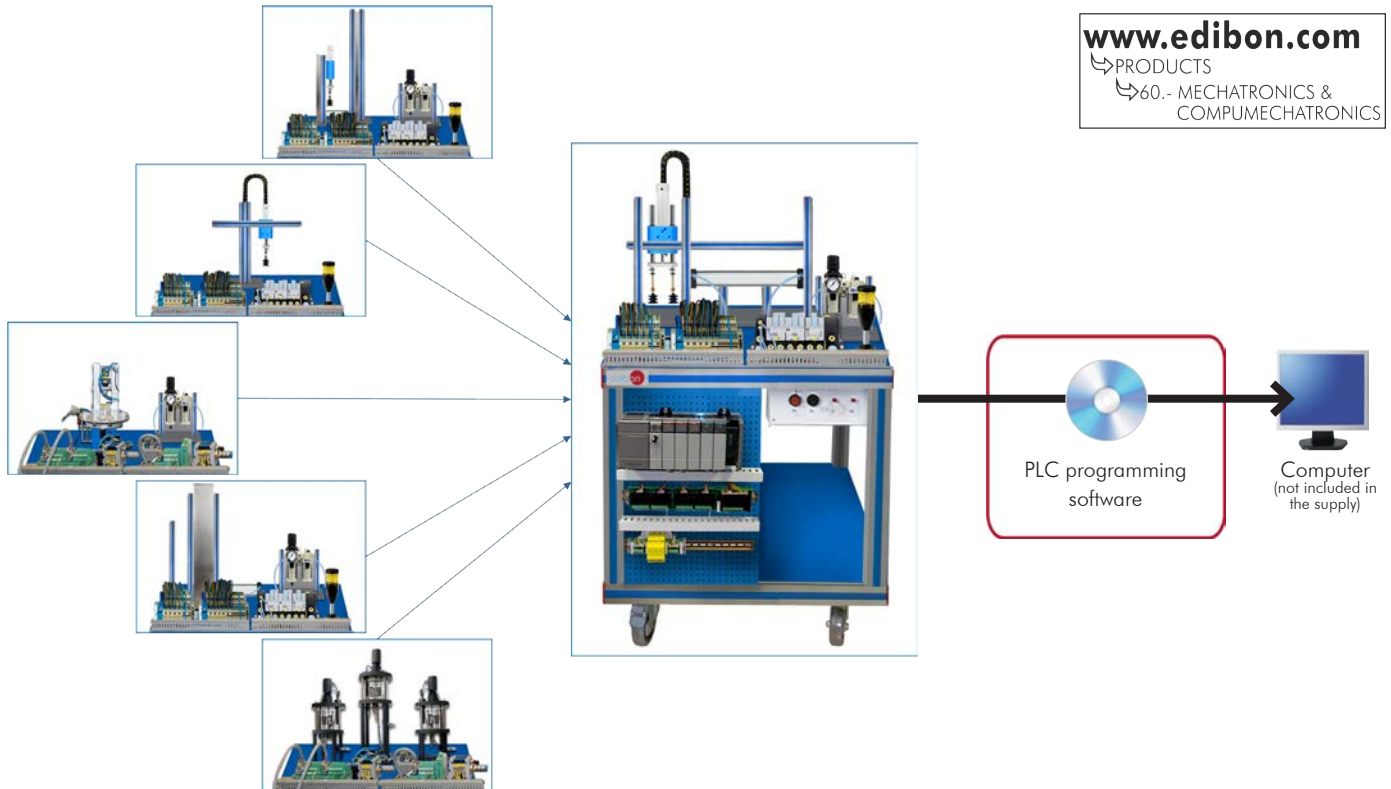 www.edibon.com
PRODUCTS
60.- MECHATRONICS &
COMPUMECHATRONICS
PLC programming
software
Computer
(not included in
the supply)